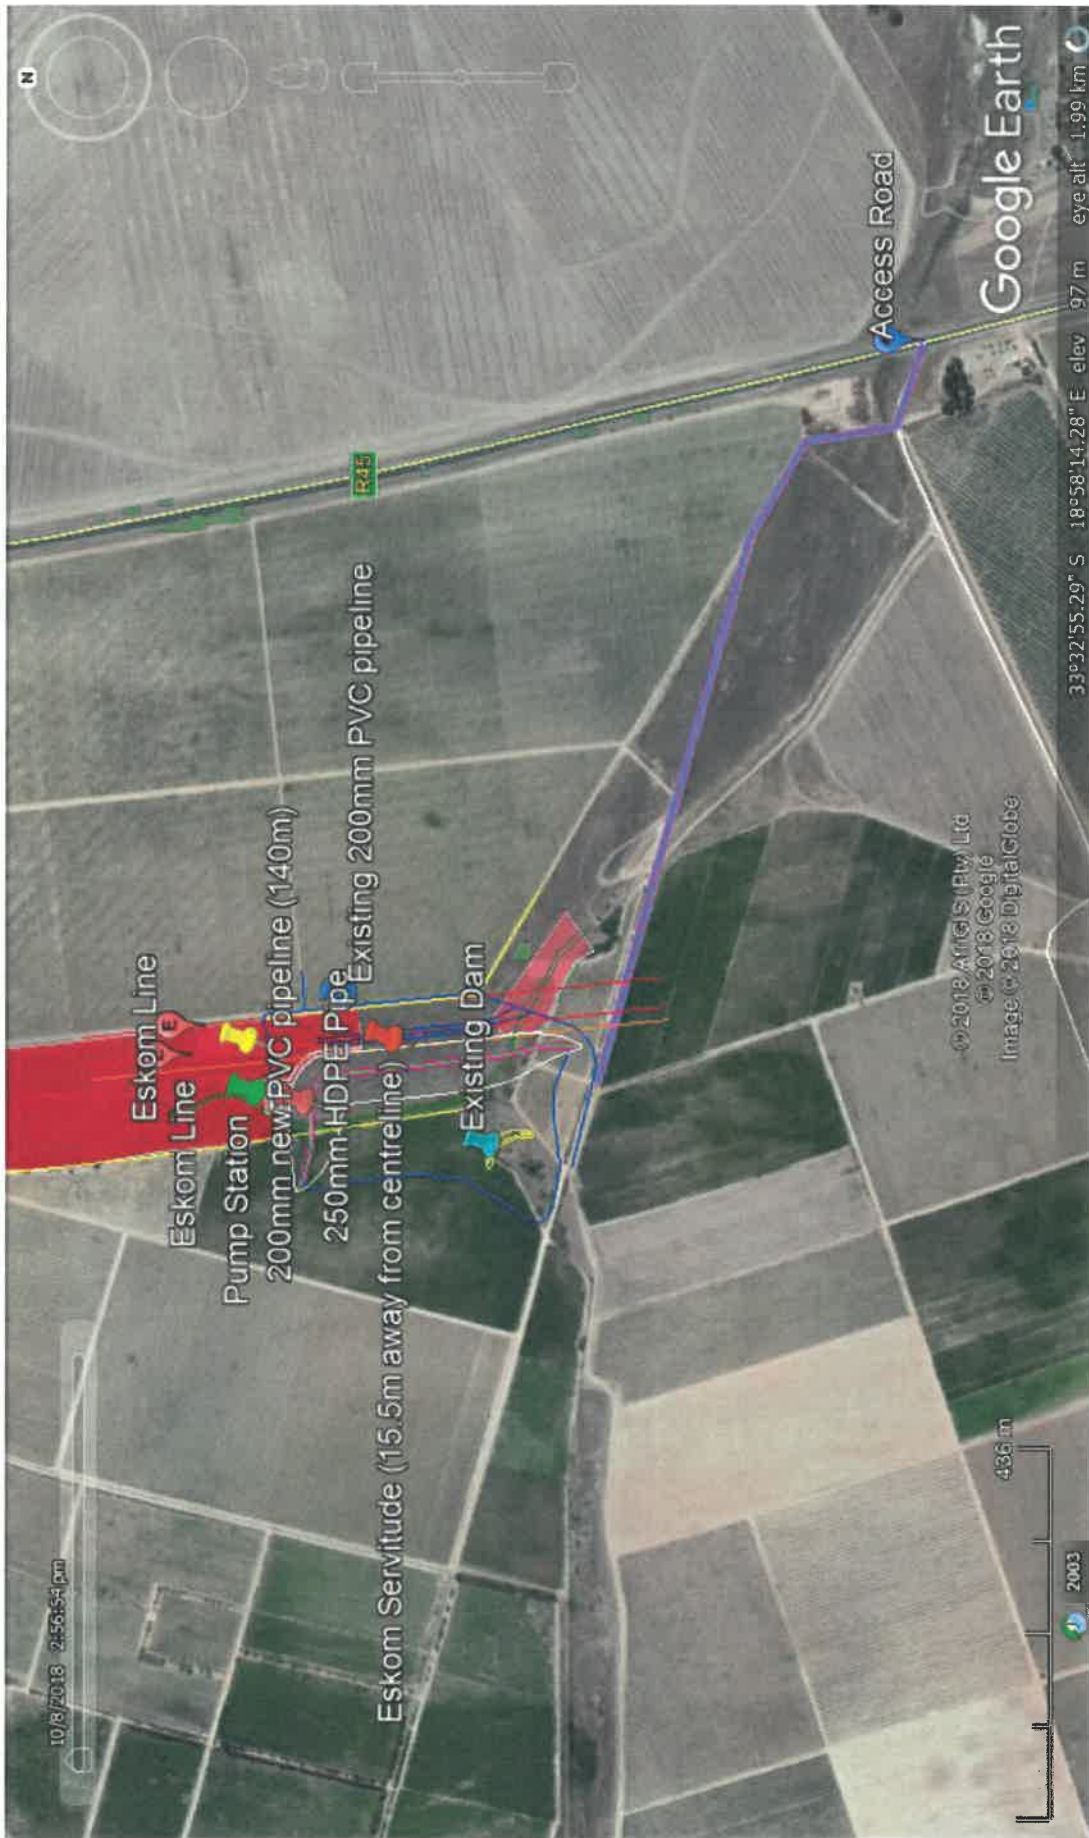 10/8/2018 2:56:54 pm
N
Eskom Line
Eskom Line
Pump Station
200mm new PVC pipeline (140m)
250mm HDPE Pipe
Existing 200mm PVC pipeline
R45
Eskom Servitude (15.5m away from centreline)
Existing Dam
E
Access Road
© 2018 AfriGIS (Pty) Ltd
© 2018 Google
Image © 2018 DigitalGlobe
Google Earth
436 m
2003
33°32'55.29" S 18°58'14.28" E elev 97 m eye alt 1.99 km